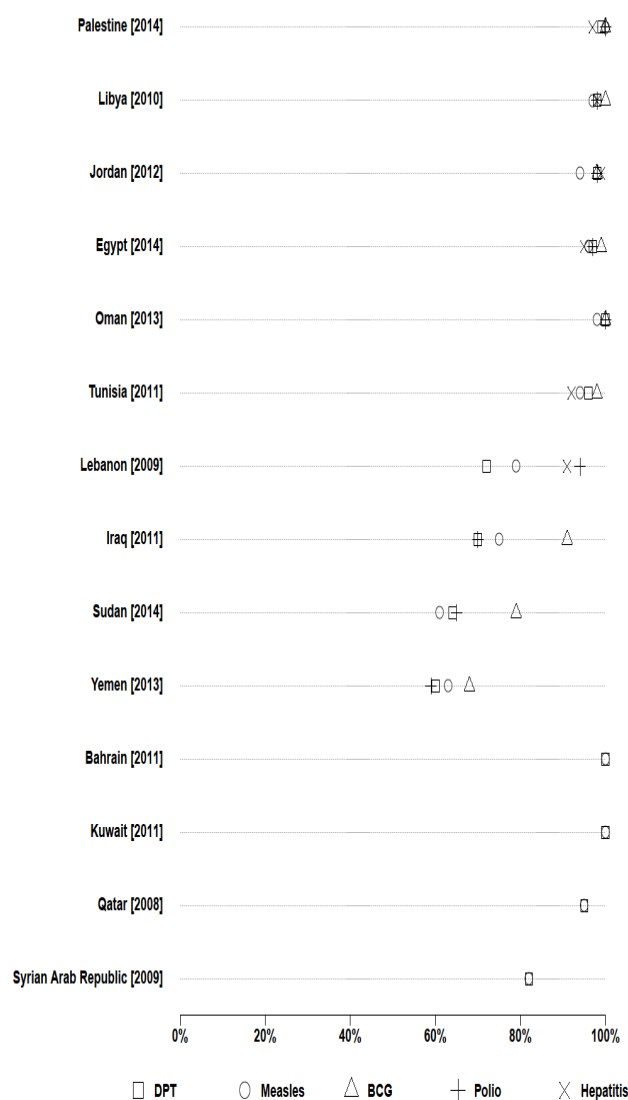 Palestine [2014]
Libya [2010]
Jordan [2012]
Egypt [2014]
Oman [2013]
Tunisia [2011]
Lebanon [2009]
Iraq [2011]
Sudan [2014]
Yemen [2013]
Bahrain [2011]
Kuwait [2011]
Qatar [2008]
Syrian Arab Republic [2009]
0% 20% 40% 60% 80% 100%
DPT Measles BCG Polio Hepatitis